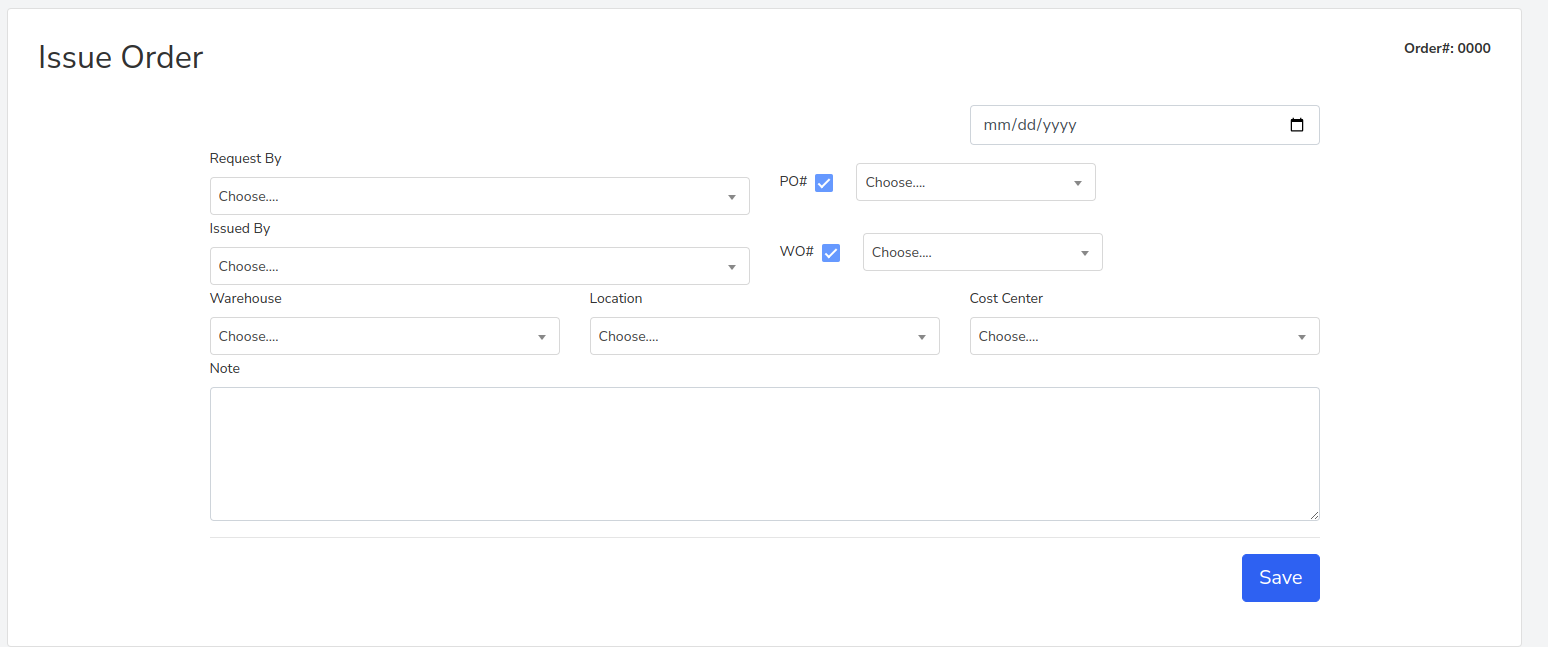 Issue Order
Order#: 0000
mm/dd/yyyy
Request By
Choose....
PO#
Choose....
Issued By
Choose....
WO#
Choose....
Warehouse
Location
Cost Center
Choose....
Choose....
Choose....
Note
Save